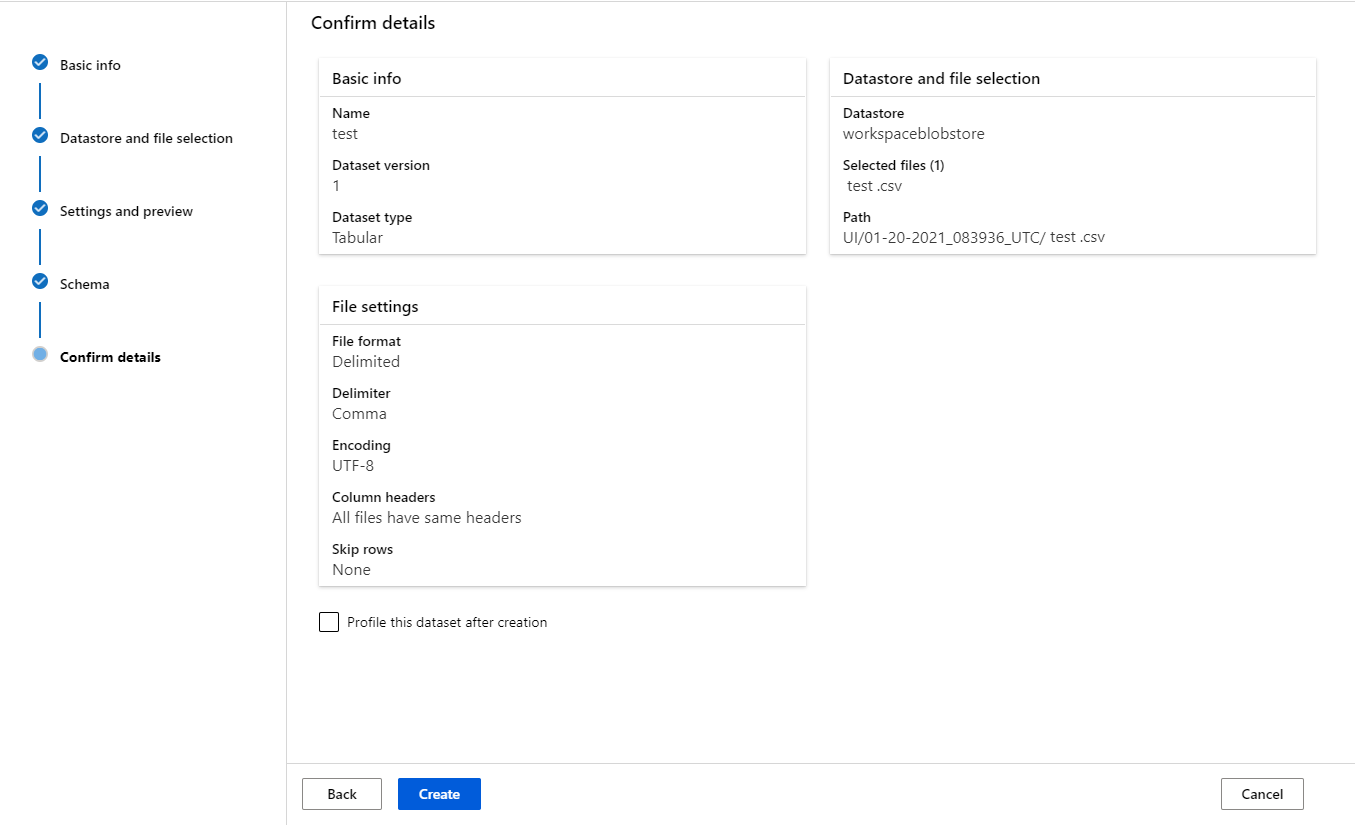 Confirm details
Basic info
Datastore and file selection
Settings and preview
Schema
Confirm details
Basic info
Name
test
Dataset version
1
Dataset type
Tabular
Datastore and file selection
Datastore
workspaceblobstore
Selected files (1)
test .csv
Path
UI/01-20-2021_083936_UTC/ test .csv
File settings
File format
Delimited
Delimiter
Comma
Encoding
UTF-8
Column headers
All files have same headers
Skip rows
None
Profile this dataset after creation
Back
Create
Cancel